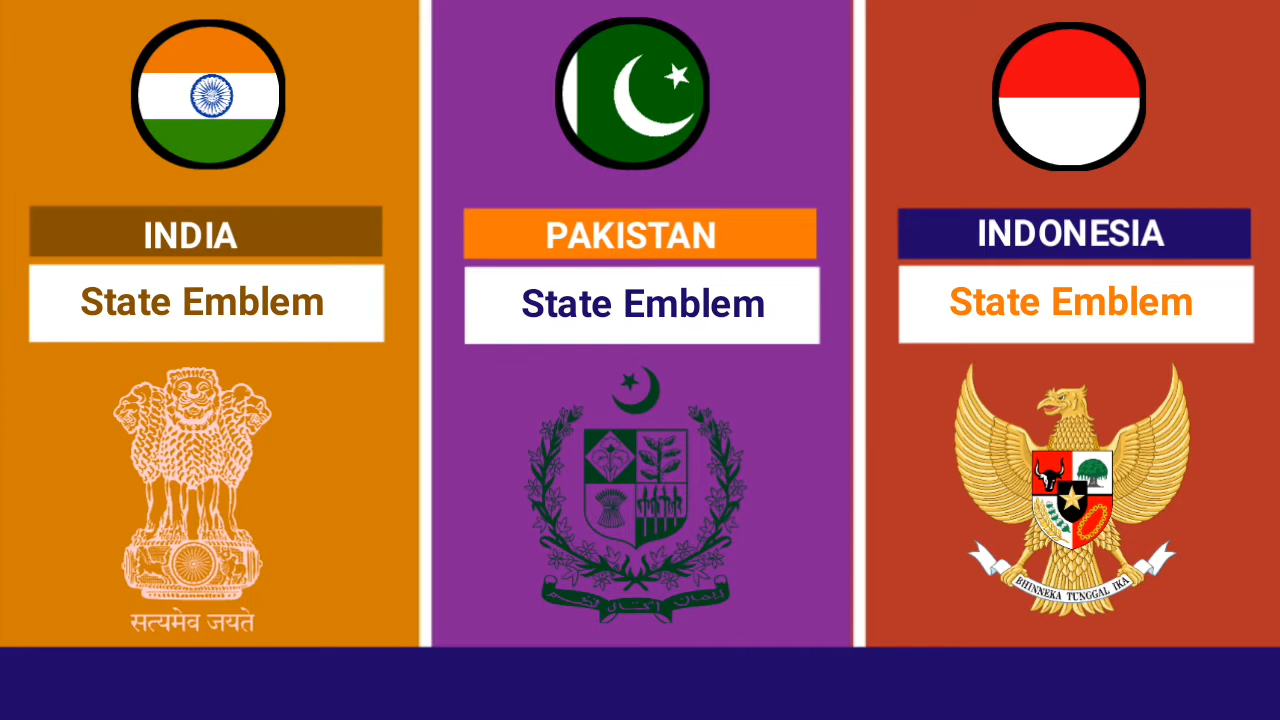 INDIA
State Emblem
सत्यमेव जयते
PAKISTAN
State Emblem
INDONESIA
State Emblem
BHINNEKA TUNGGAL IKA